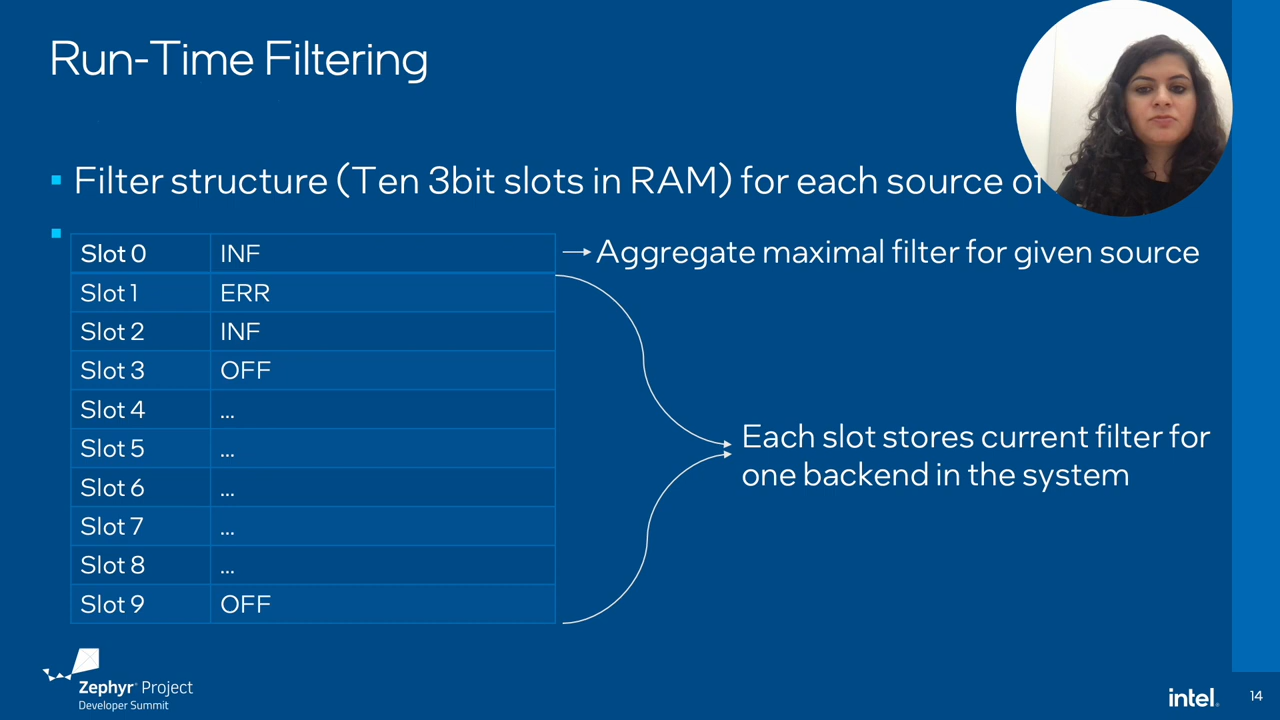 Run-Time Filtering
Filter structure (Ten 3bit slots in RAM) for each source of
Slot 0 INF
Aggregate maximal filter for given source
Slot 1 ERR
Slot 2 INF
Slot 3 OFF
Slot 4 ...
Slot 5 ...
Slot 6 ...
Slot 7 ...
Slot 8 ...
Slot 9 OFF
Each slot stores current filter for
one backend in the system
Zephyr™ Project
Developer Summit
intel.
14